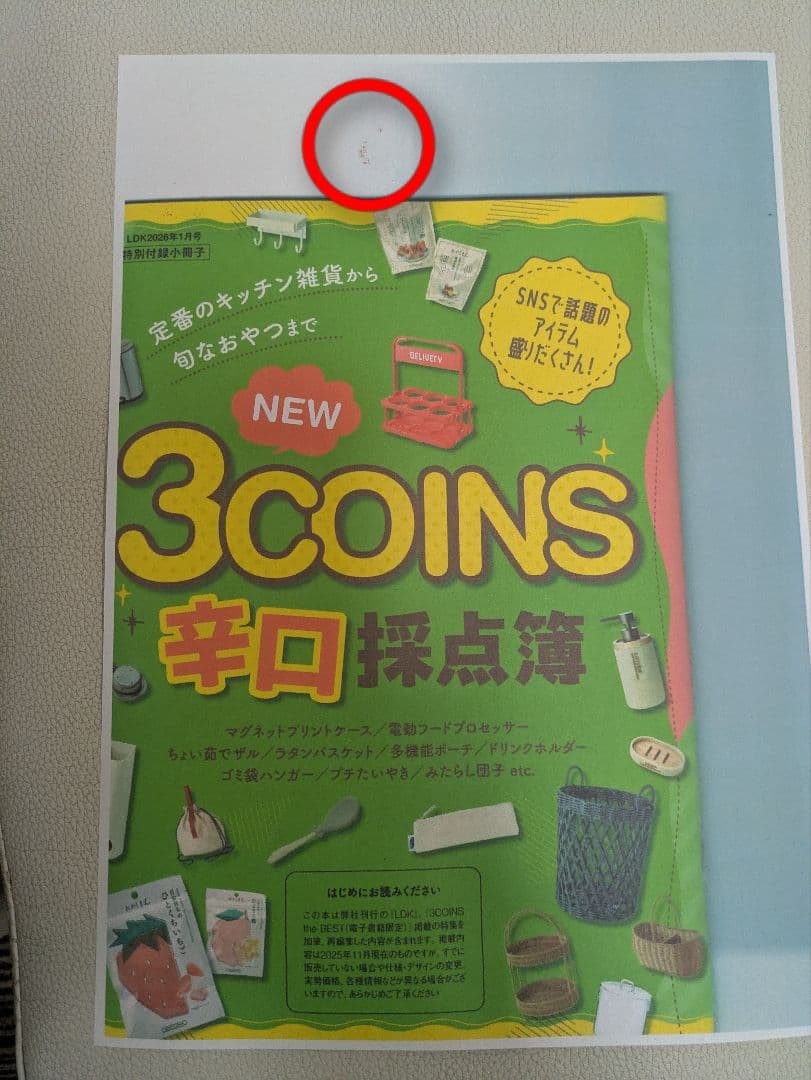 LDK2026年1月号
特別付録小冊子
定番のキッチン雑貨から
旬なおやつまで
SNSで話題の
アイテム
盛りだくさん!
DELIVERY
NEW
3COINS
辛口採点簿
マグネットプリントケース/電動フードプロセッサー
ちょい茹でザル/ラタンバスケット/多機能ポーチ/ドリンクホルダー
ゴミ袋ハンガー/プチたいやき/みたらし団子 etc.
ひとくちいちご
はじめにお読みください
この本は弊社刊行の『LDK』、『3COINS
the BEST(電子書籍限定)』掲載の特集を
加筆、再編集した内容が含まれます。掲載内
容は2025年11月現在のものですが、すでに
販売していない場合や仕様・デザインの変更、
実勢価格、各種情報などが異なる場合がござ
いますので、あらかじめご了承ください